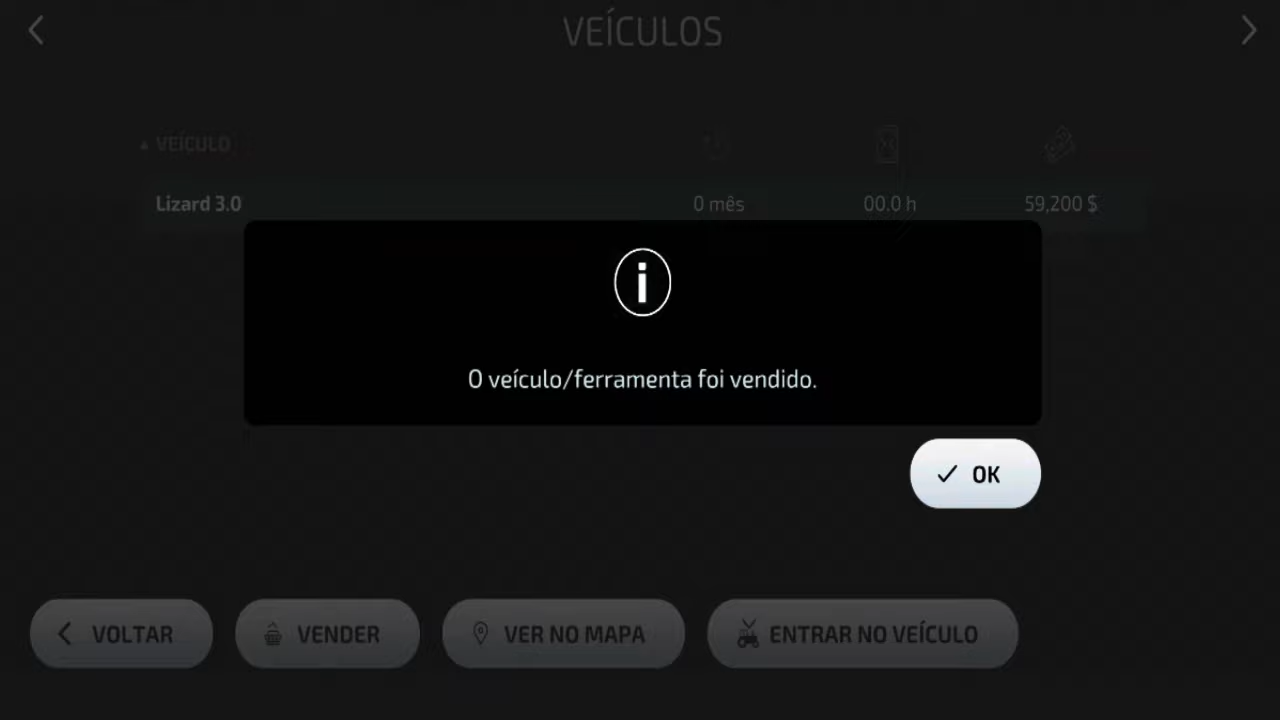 VEÍCULOS
VEÍCULO
Lizard 3.0 0 mês 00.0 h 59,200 $
i
O veículo/ferramenta foi vendido.
OK
VOLTAR VENDER VER NO MAPA ENTRAR NO VEÍCULO